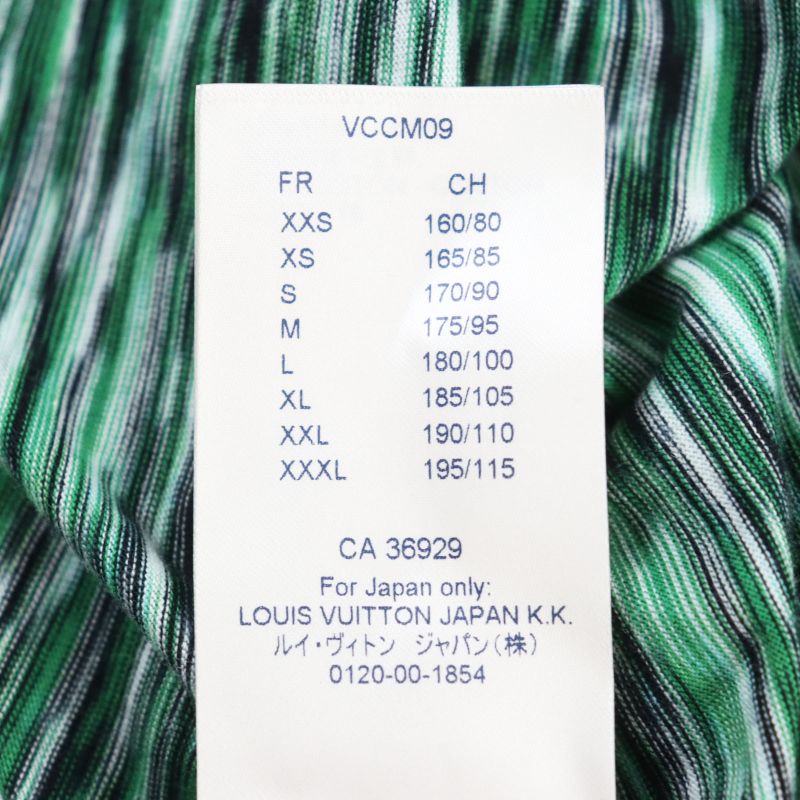 VCCM09
FR CH
XXS 160/80
XS 165/85
S 170/90
M 175/95
L 180/100
XL 185/105
XXL 190/110
XXXL 195/115
CA 36929
For Japan only:
LOUIS VUITTON JAPAN K.K.
ルイ・ヴィトン ジャパン(株)
0120-00-1854